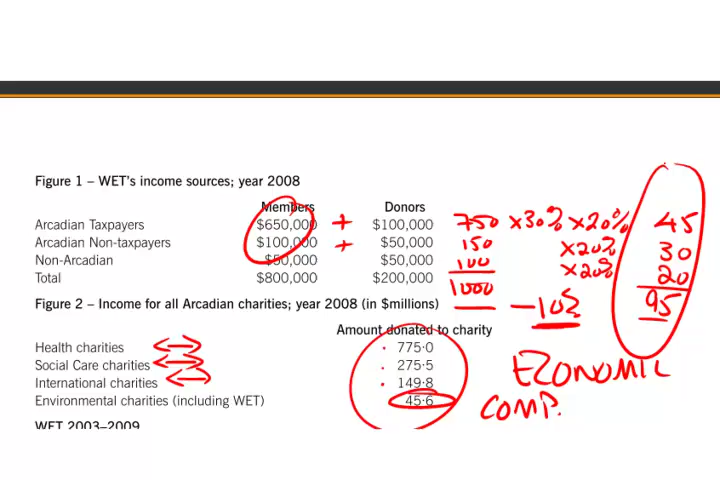 Figure 1 – WET's income sources; year 2008
Members Donors
Arcadian Taxpayers $650,000 + $100,000 750 x30% x20% 45
Arcadian Non-taxpayers $100,000 + $50,000 150 x20% 30
Non-Arcadian $50,000 $50,000 100 x20% 20
Total $800,000 $200,000 1000 95
Figure 2 – Income for all Arcadian charities; year 2008 (in $millions)
Amount donated to charity
Health charities 775·0
Social Care charities 275·5
International charities 149·8
Environmental charities (including WET) 45·6
EZONOMIC
COMP.
WET 2003–2009